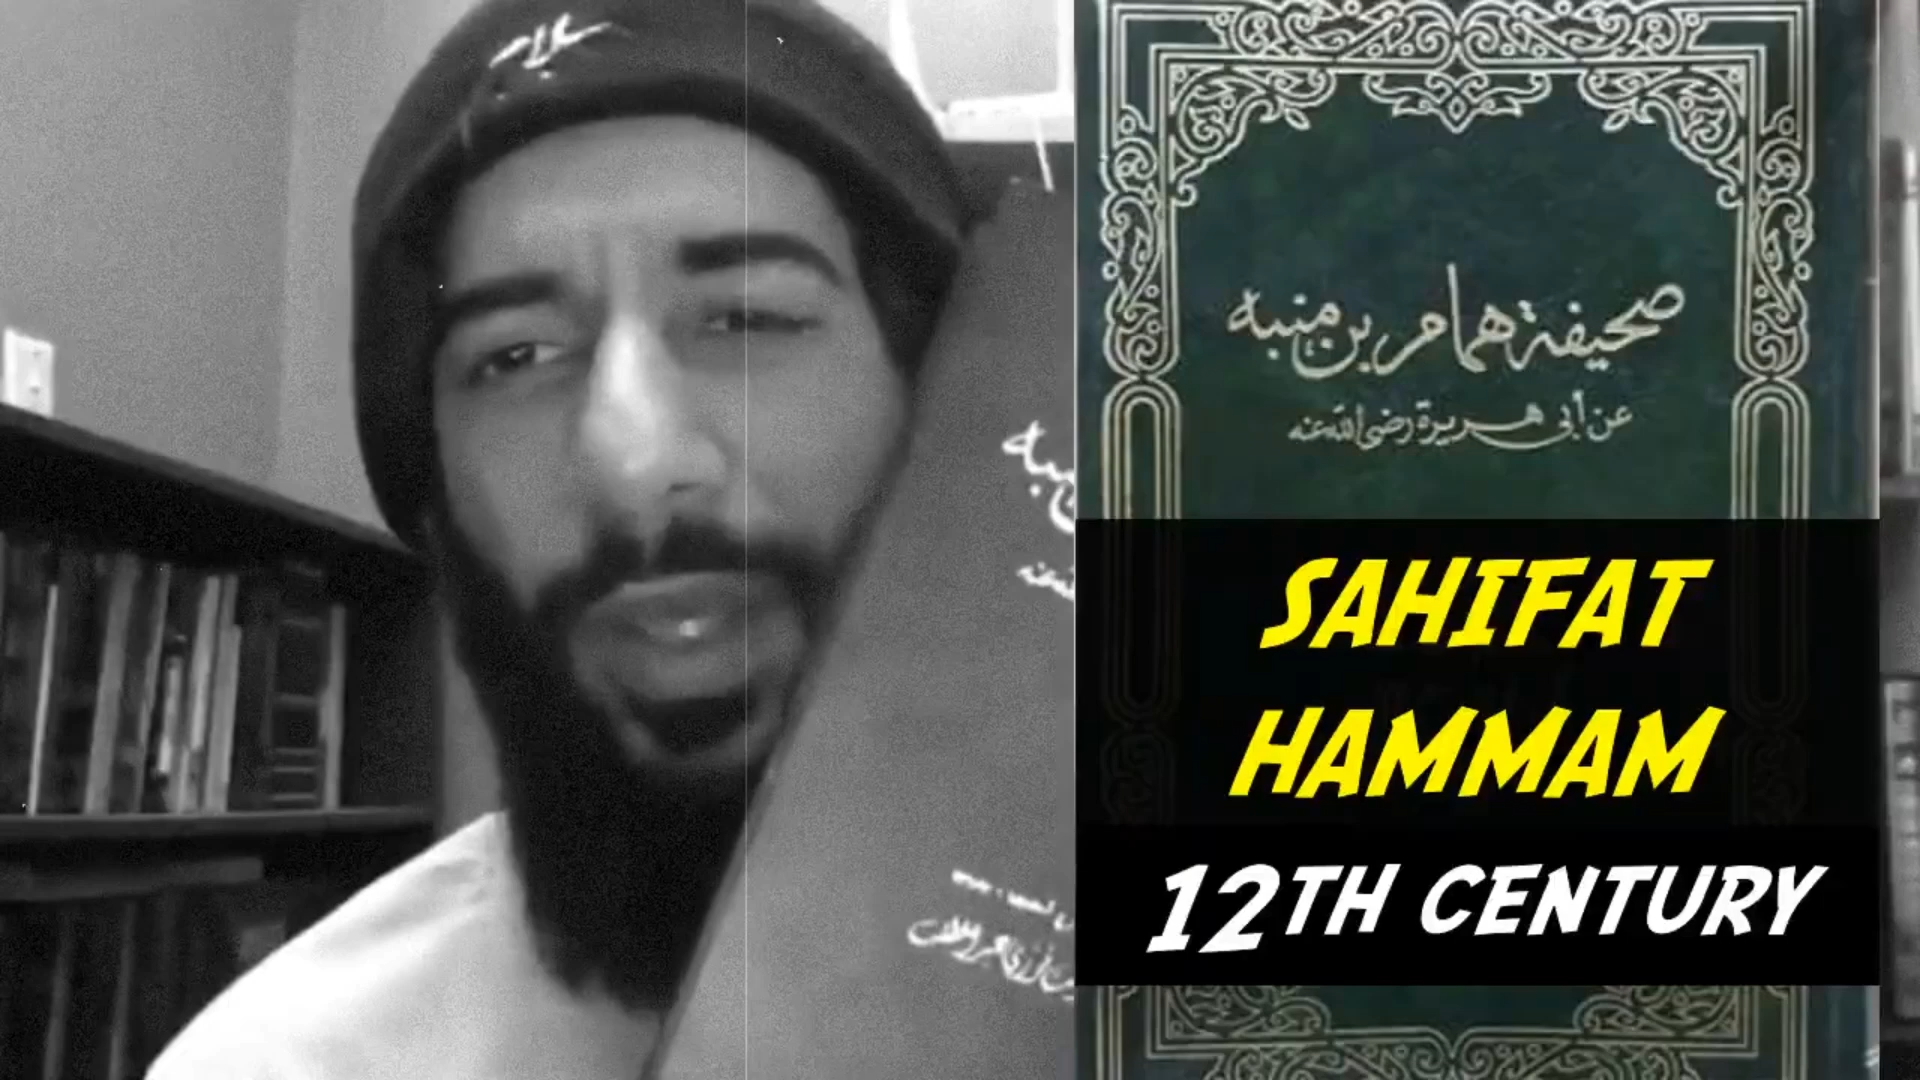 صحيفة همام بن منبه
عن أبي هريرة رضي الله عنه
SAHIFAT
HAMMAM
12TH CENTURY